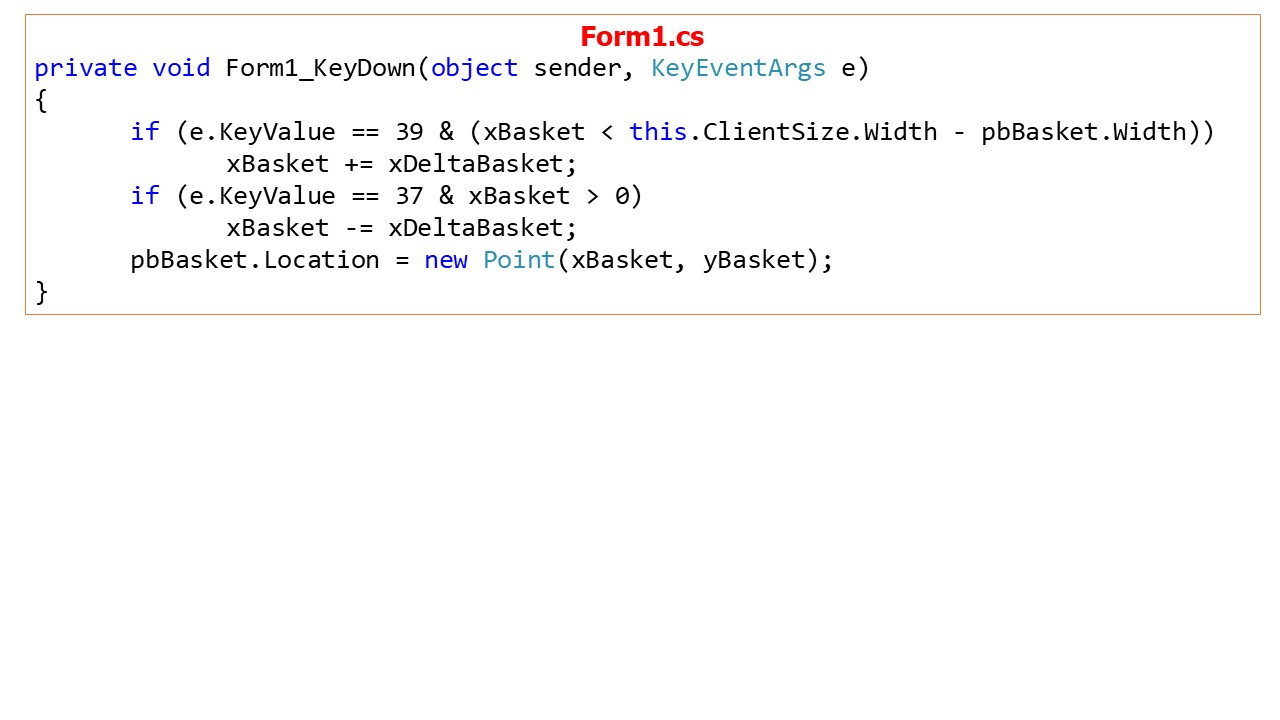 Form1.cs
private void Form1_KeyDown(object sender, KeyEventArgs e)
{
if (e.KeyValue == 39 & (xBasket < this.ClientSize.Width - pbBasket.Width))
xBasket += xDeltaBasket;
if (e.KeyValue == 37 & xBasket > 0)
xBasket -= xDeltaBasket;
pbBasket.Location = new Point(xBasket, yBasket);
}